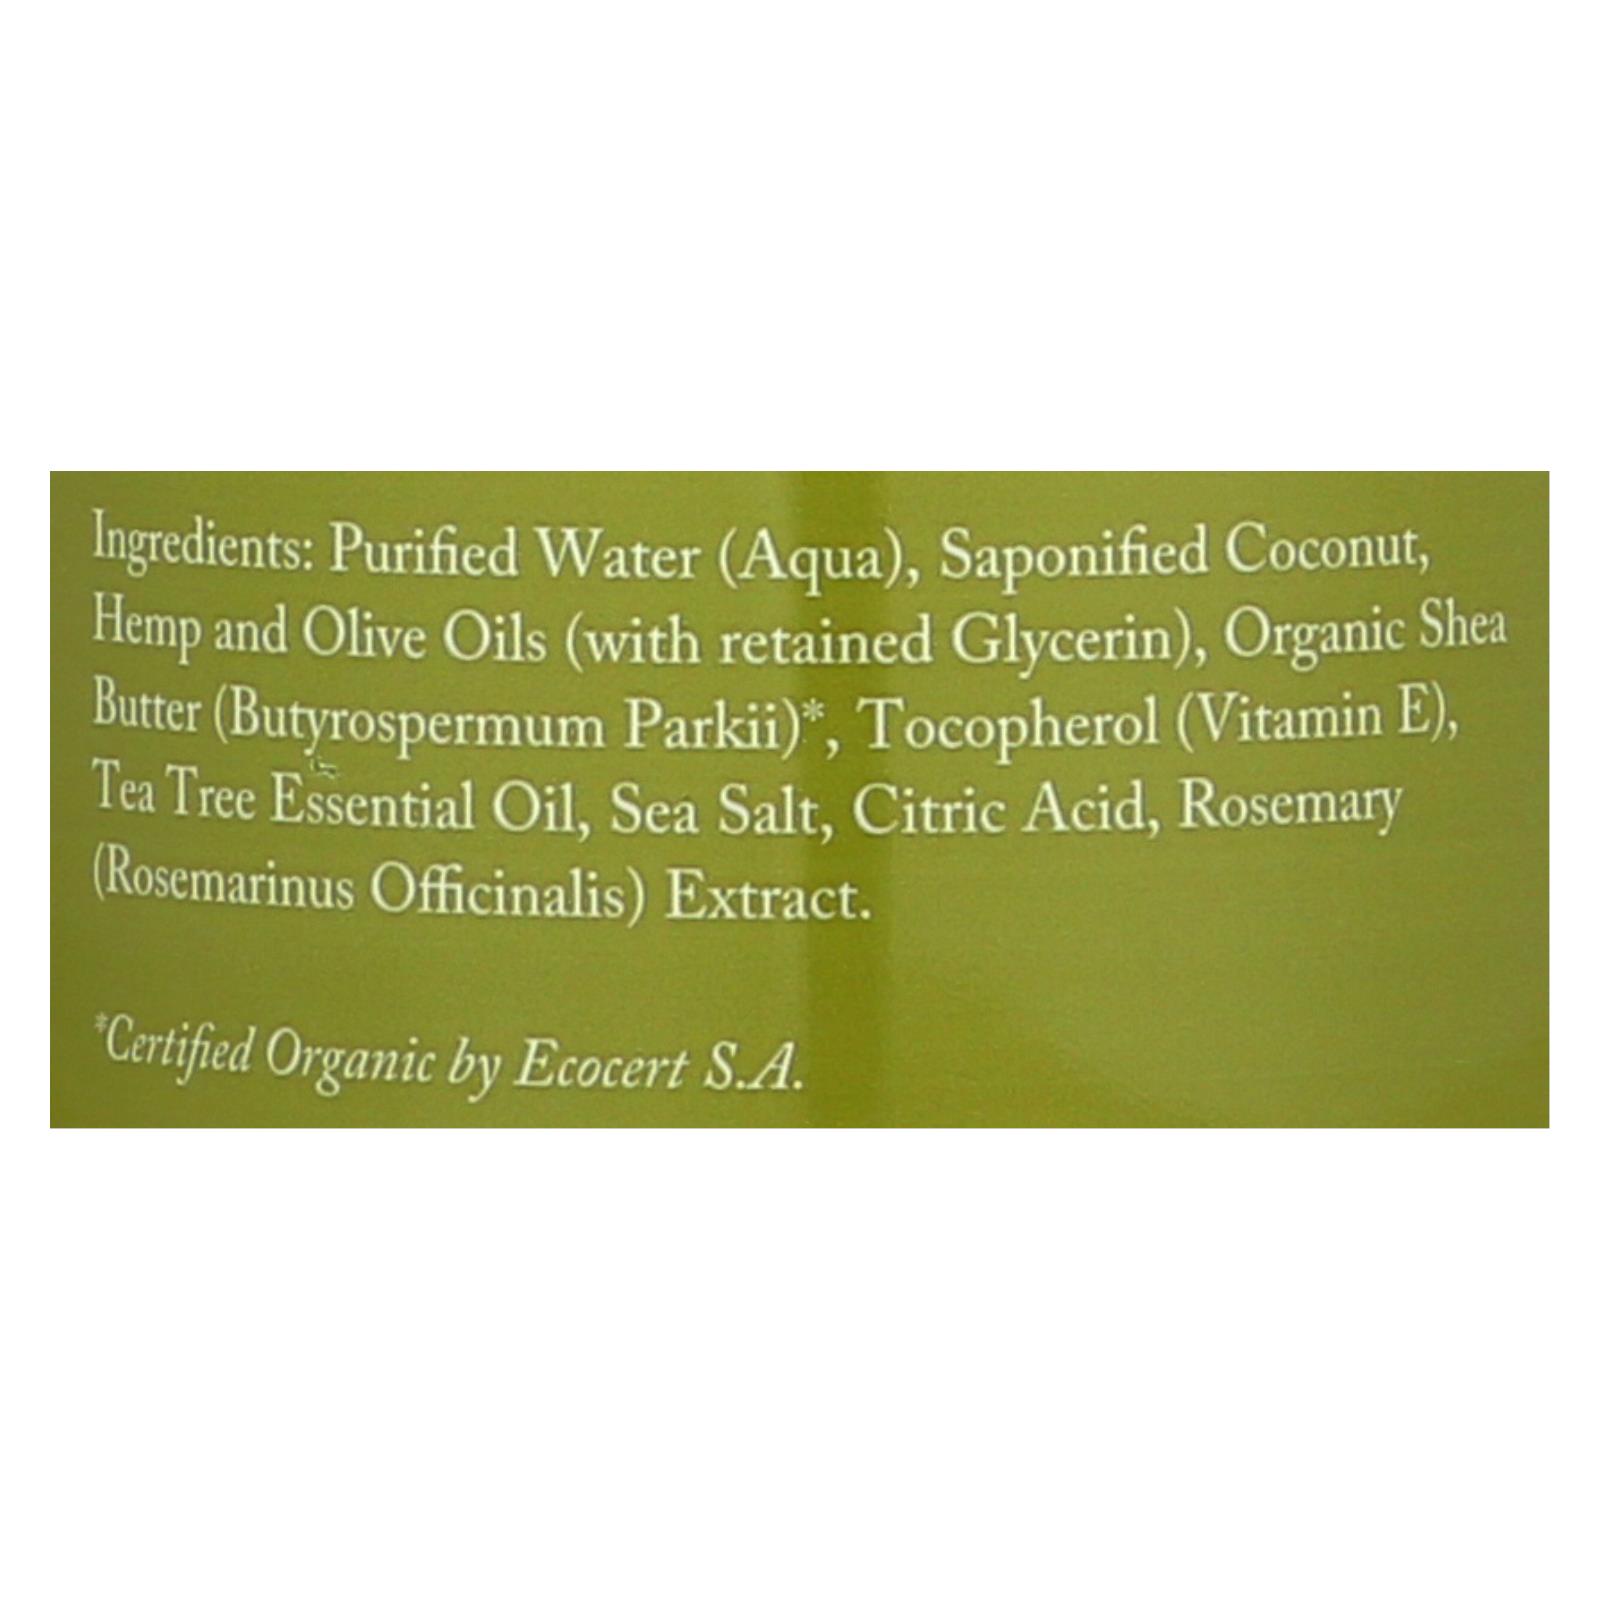 Ingredients: Purified Water (Aqua), Saponified Coconut,
Hemp and Olive Oils (with retained Glycerin), Organic Shea
Butter (Butyrospermum Parkii)*, Tocopherol (Vitamin E),
Tea Tree Essential Oil, Sea Salt, Citric Acid, Rosemary
(Rosemarinus Officinalis) Extract.
*Certified Organic by Ecocert S.A.